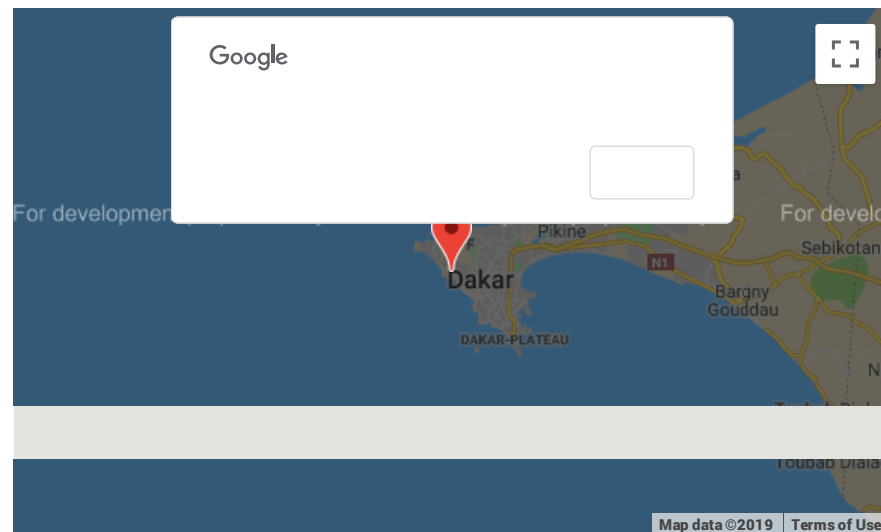 Google
For developmen
For develo
F
Pikine
Sebikotan
N1
Dakar
Bargny
Gouddau
DAKAR-PLATEAU
N
Toubab Diala
Map data ©2019
Terms of Use